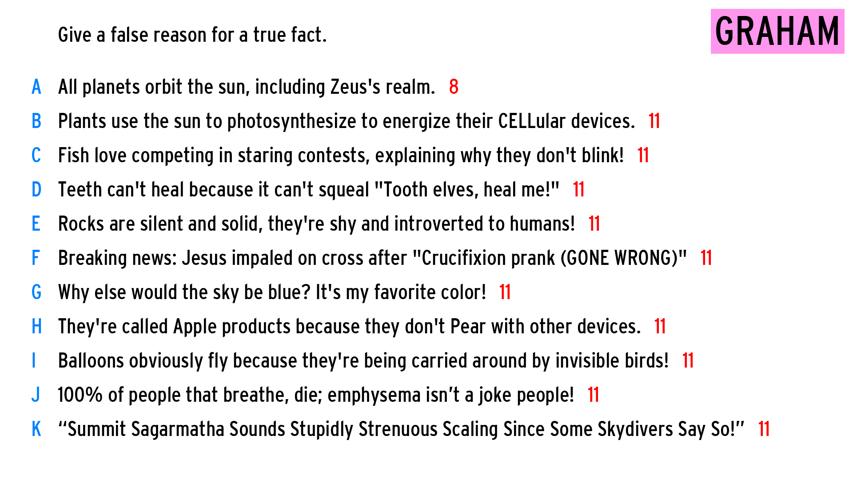 Give a false reason for a true fact.
GRAHAM
A All planets orbit the sun, including Zeus's realm. 8
B Plants use the sun to photosynthesize to energize their CELLular devices. 11
C Fish love competing in staring contests, explaining why they don't blink! 11
D Teeth can't heal because it can't squeal "Tooth elves, heal me!" 11
E Rocks are silent and solid, they're shy and introverted to humans! 11
F Breaking news: Jesus impaled on cross after "Crucifixion prank (GONE WRONG)" 11
G Why else would the sky be blue? It's my favorite color! 11
H They're called Apple products because they don't Pear with other devices. 11
I Balloons obviously fly because they're being carried around by invisible birds! 11
J 100% of people that breathe, die; emphysema isn’t a joke people! 11
K “Summit Sagarmatha Sounds Stupidly Strenuous Scaling Since Some Skydivers Say So!” 11